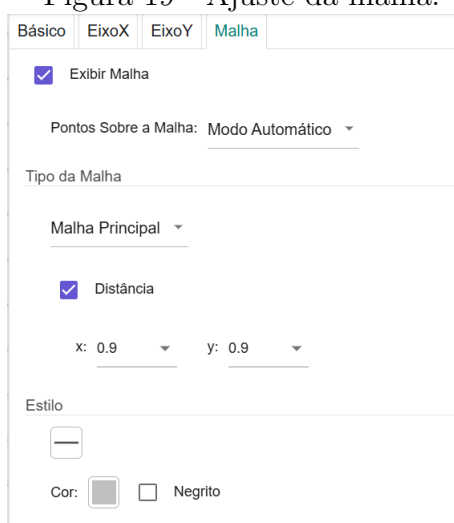 Figura 19 - Ajuste da malha.
Básico EixoX EixoY Malha
Exibir Malha
Pontos Sobre a Malha: Modo Automático
Tipo da Malha
Malha Principal
Distância
x: 0.9 y: 0.9
Estilo
Cor: Negrito